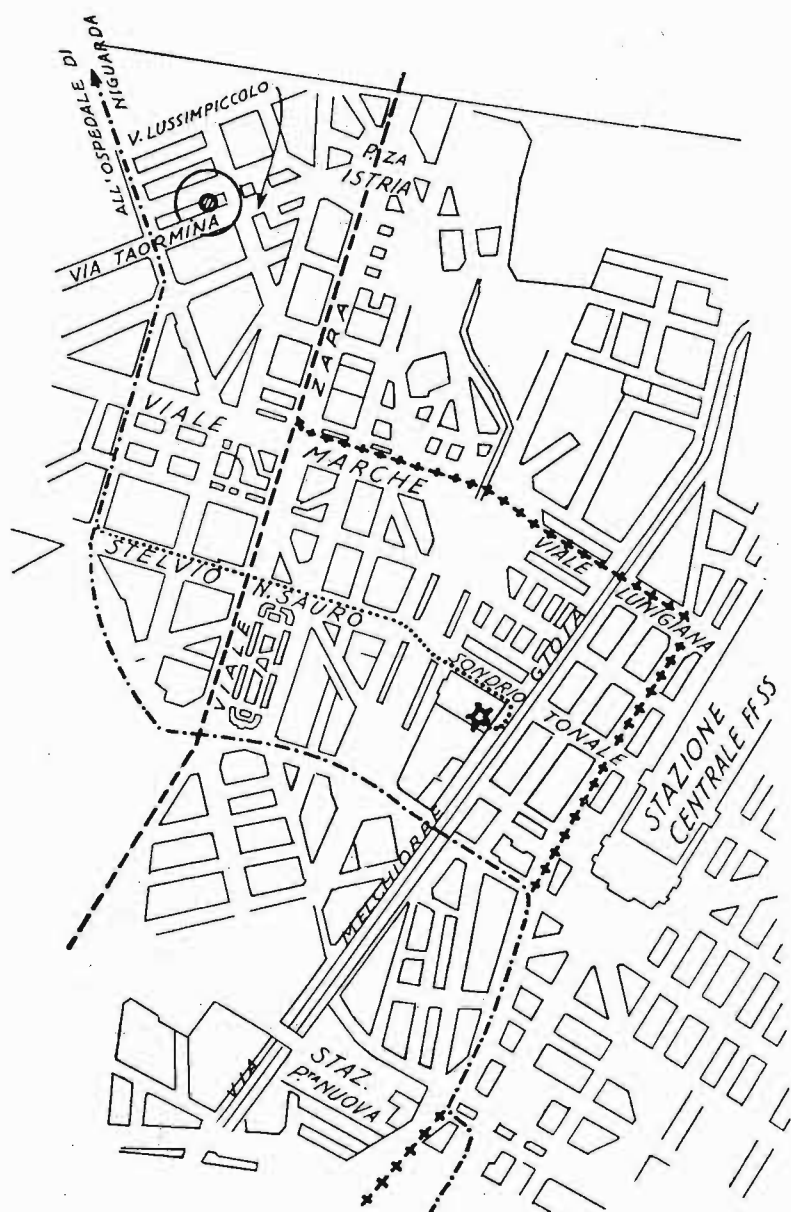 ALL'OSPEDALE DI
NIGUARDA
V. LUSSIMPICCOLO
P.ZA
ISTRIA
VIA TAORMINA
ZARA
VIALE
MARCHE
STELVIO
N. SAURO
VIALE
LUNIGIANA
VIALE
SONDRIO
GIOIA
TONALE
STAZIONE
CENTRALE FF SS
MELCHIORRE
VIA
STAZ.
P.TA NUOVA